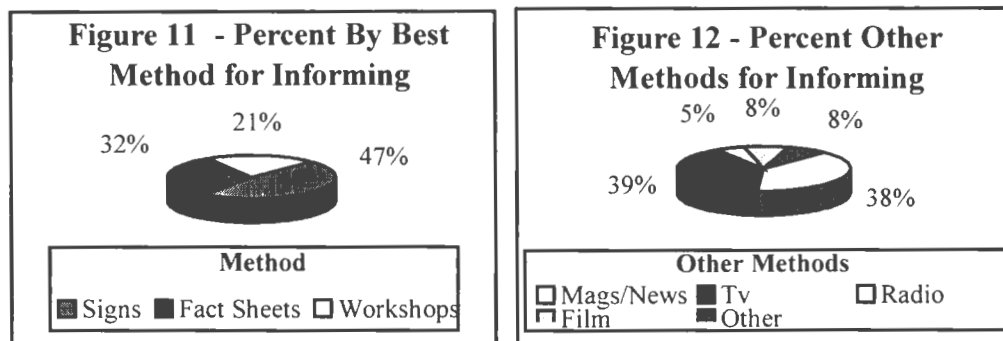 Figure 11 - Percent By Best
Method for Informing
21%
32%
47%
Method
Signs Fact Sheets Workshops
Figure 12 - Percent Other
Methods for Informing
5% 8% 8%
39%
38%
Other Methods
Mags/News Tv Radio
Film Other